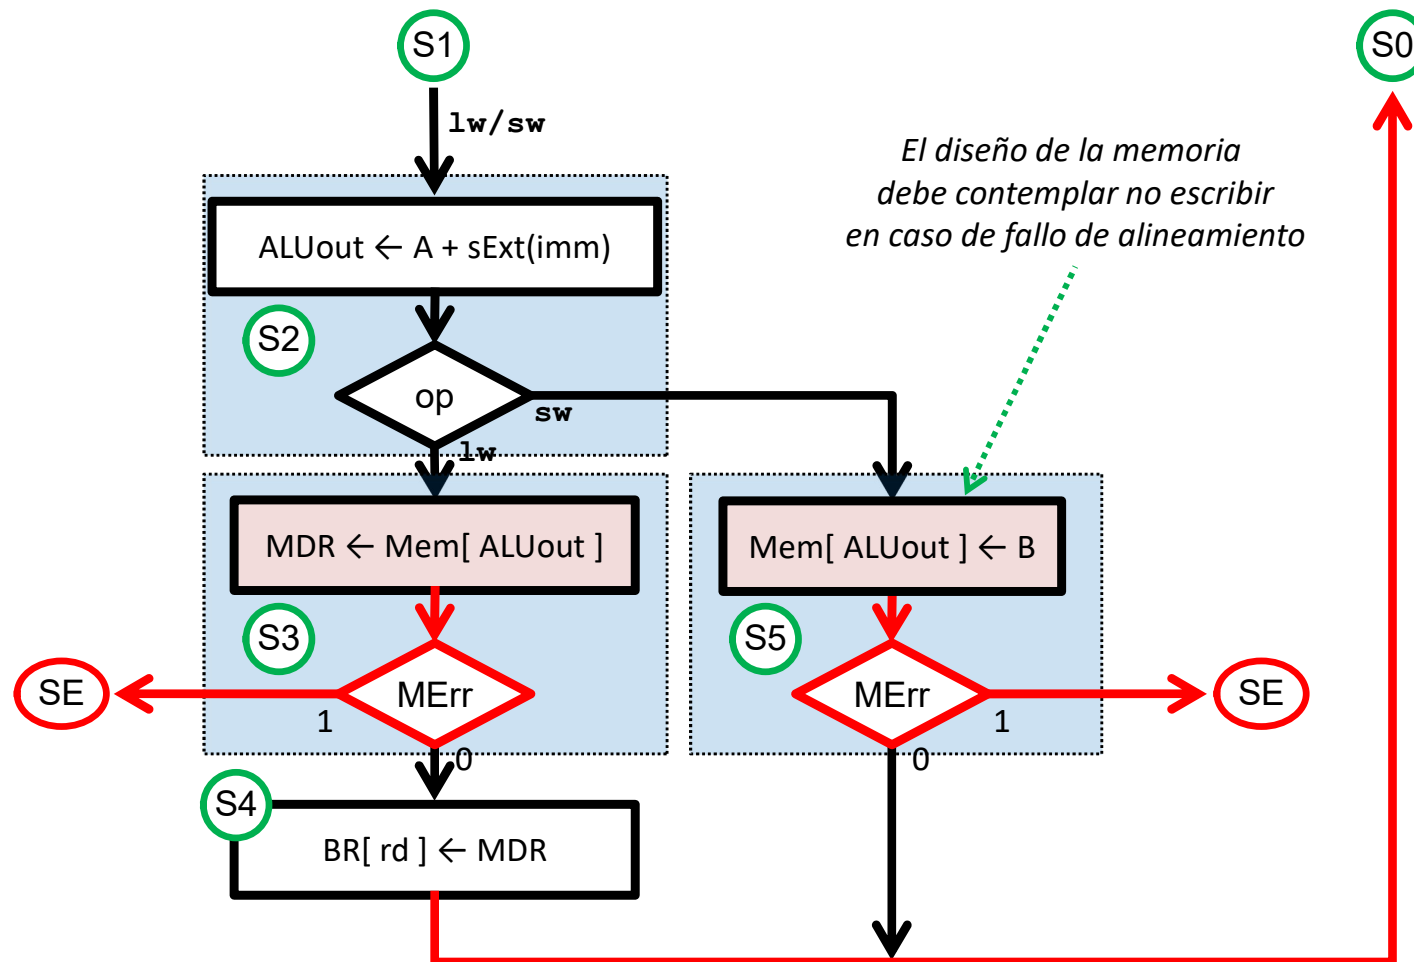 S1
S0
lw/sw
El diseño de la memoria
debe contemplar no escribir
en caso de fallo de alineamiento
ALUout ← A + sExt(imm)
S2
op
sw
lw
MDR ← Mem[ ALUout ]
Mem[ ALUout ] ← B
S3
S5
SE
MErr
MErr
SE
1
1
0
0
S4
BR[ rd ] ← MDR